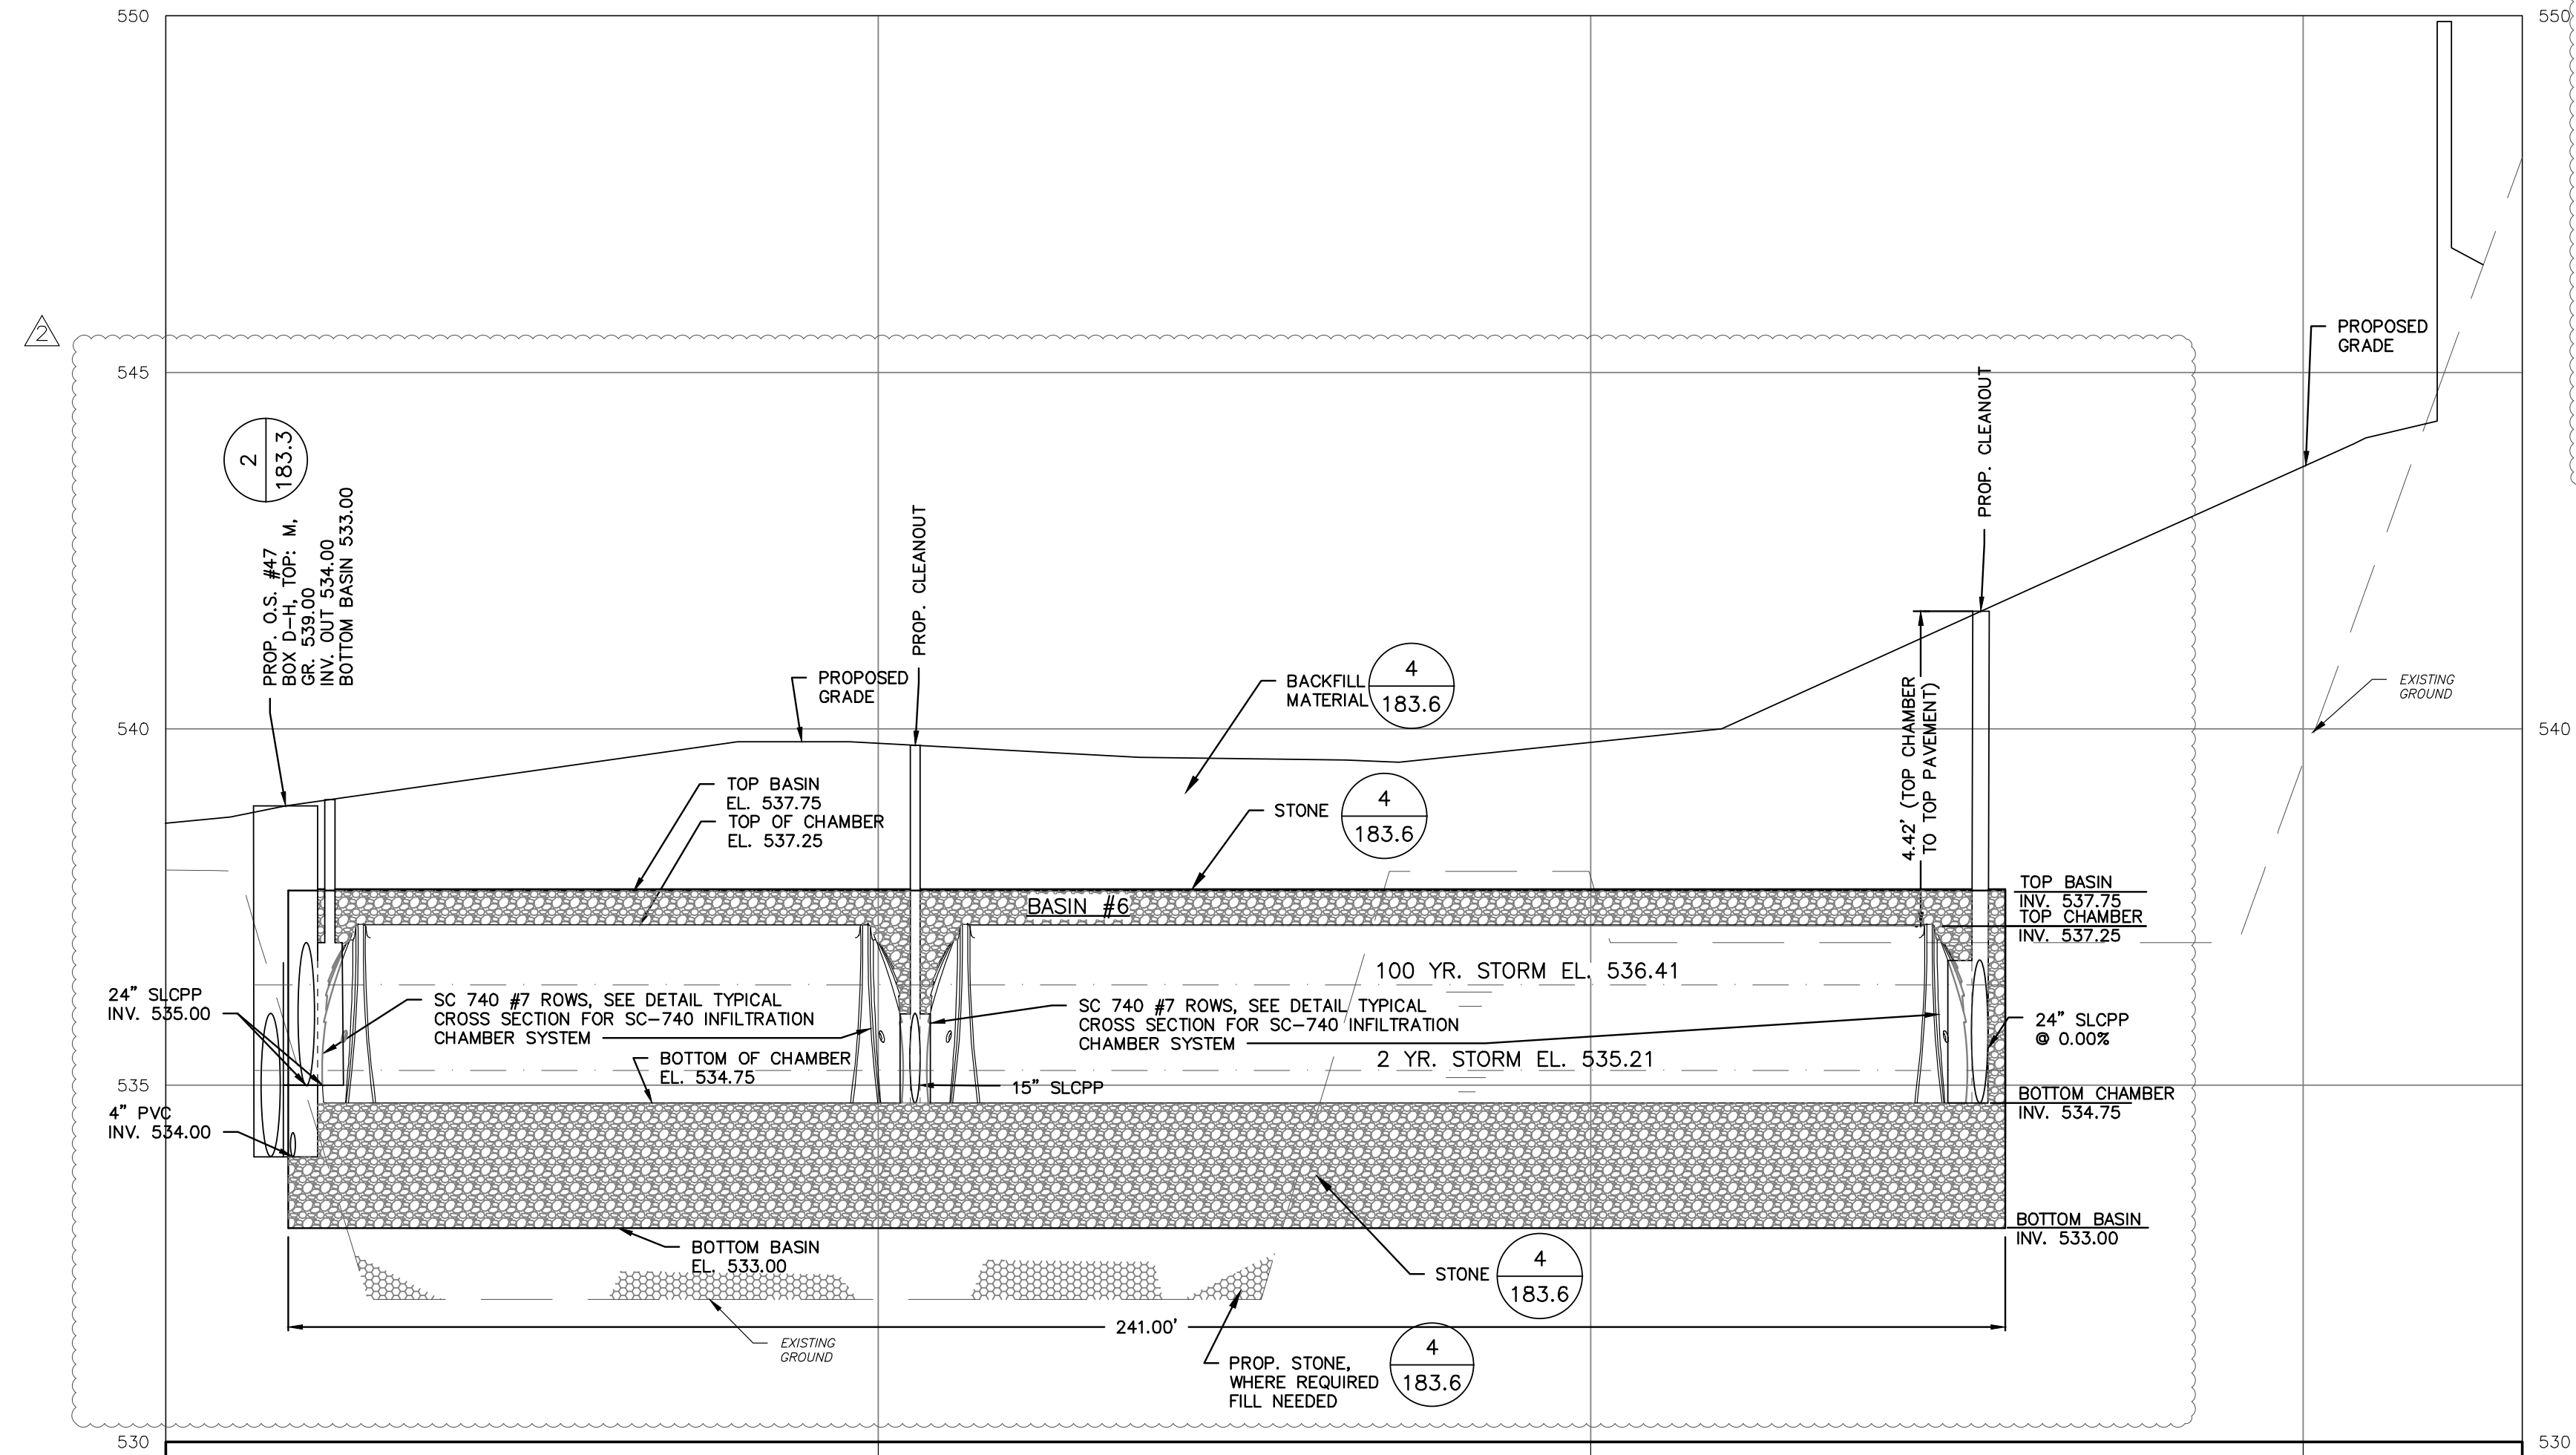 550
550
PROPOSED
GRADE
2
545
PROP. CLEANOUT
2
183.3
PROP. O.S. #47
BOX D-H, TOP: M,
GR. 539.00
INV. OUT 534.00
BOTTOM BASIN 533.00
PROP. CLEANOUT
PROPOSED
GRADE
BACKFILL
MATERIAL
4
183.6
4.42' (TOP CHAMBER
TO TOP PAVEMENT)
EXISTING
GROUND
540
540
TOP BASIN
EL. 537.75
TOP OF CHAMBER
EL. 537.25
STONE
4
183.6
BASIN #6
TOP BASIN
INV. 537.75
TOP CHAMBER
INV. 537.25
100 YR. STORM EL. 536.41
24" SLCPP
INV. 535.00
SC 740 #7 ROWS, SEE DETAIL TYPICAL
CROSS SECTION FOR SC-740 INFILTRATION
CHAMBER SYSTEM
SC 740 #7 ROWS, SEE DETAIL TYPICAL
CROSS SECTION FOR SC-740 INFILTRATION
CHAMBER SYSTEM
24" SLCPP
@ 0.00%
BOTTOM OF CHAMBER
EL. 534.75
2 YR. STORM EL. 535.21
535
15" SLCPP
BOTTOM CHAMBER
INV. 534.75
4" PVC
INV. 534.00
BOTTOM BASIN
INV. 533.00
BOTTOM BASIN
EL. 533.00
STONE
4
183.6
241.00'
EXISTING
GROUND
PROP. STONE,
WHERE REQUIRED
FILL NEEDED
4
183.6
530
530